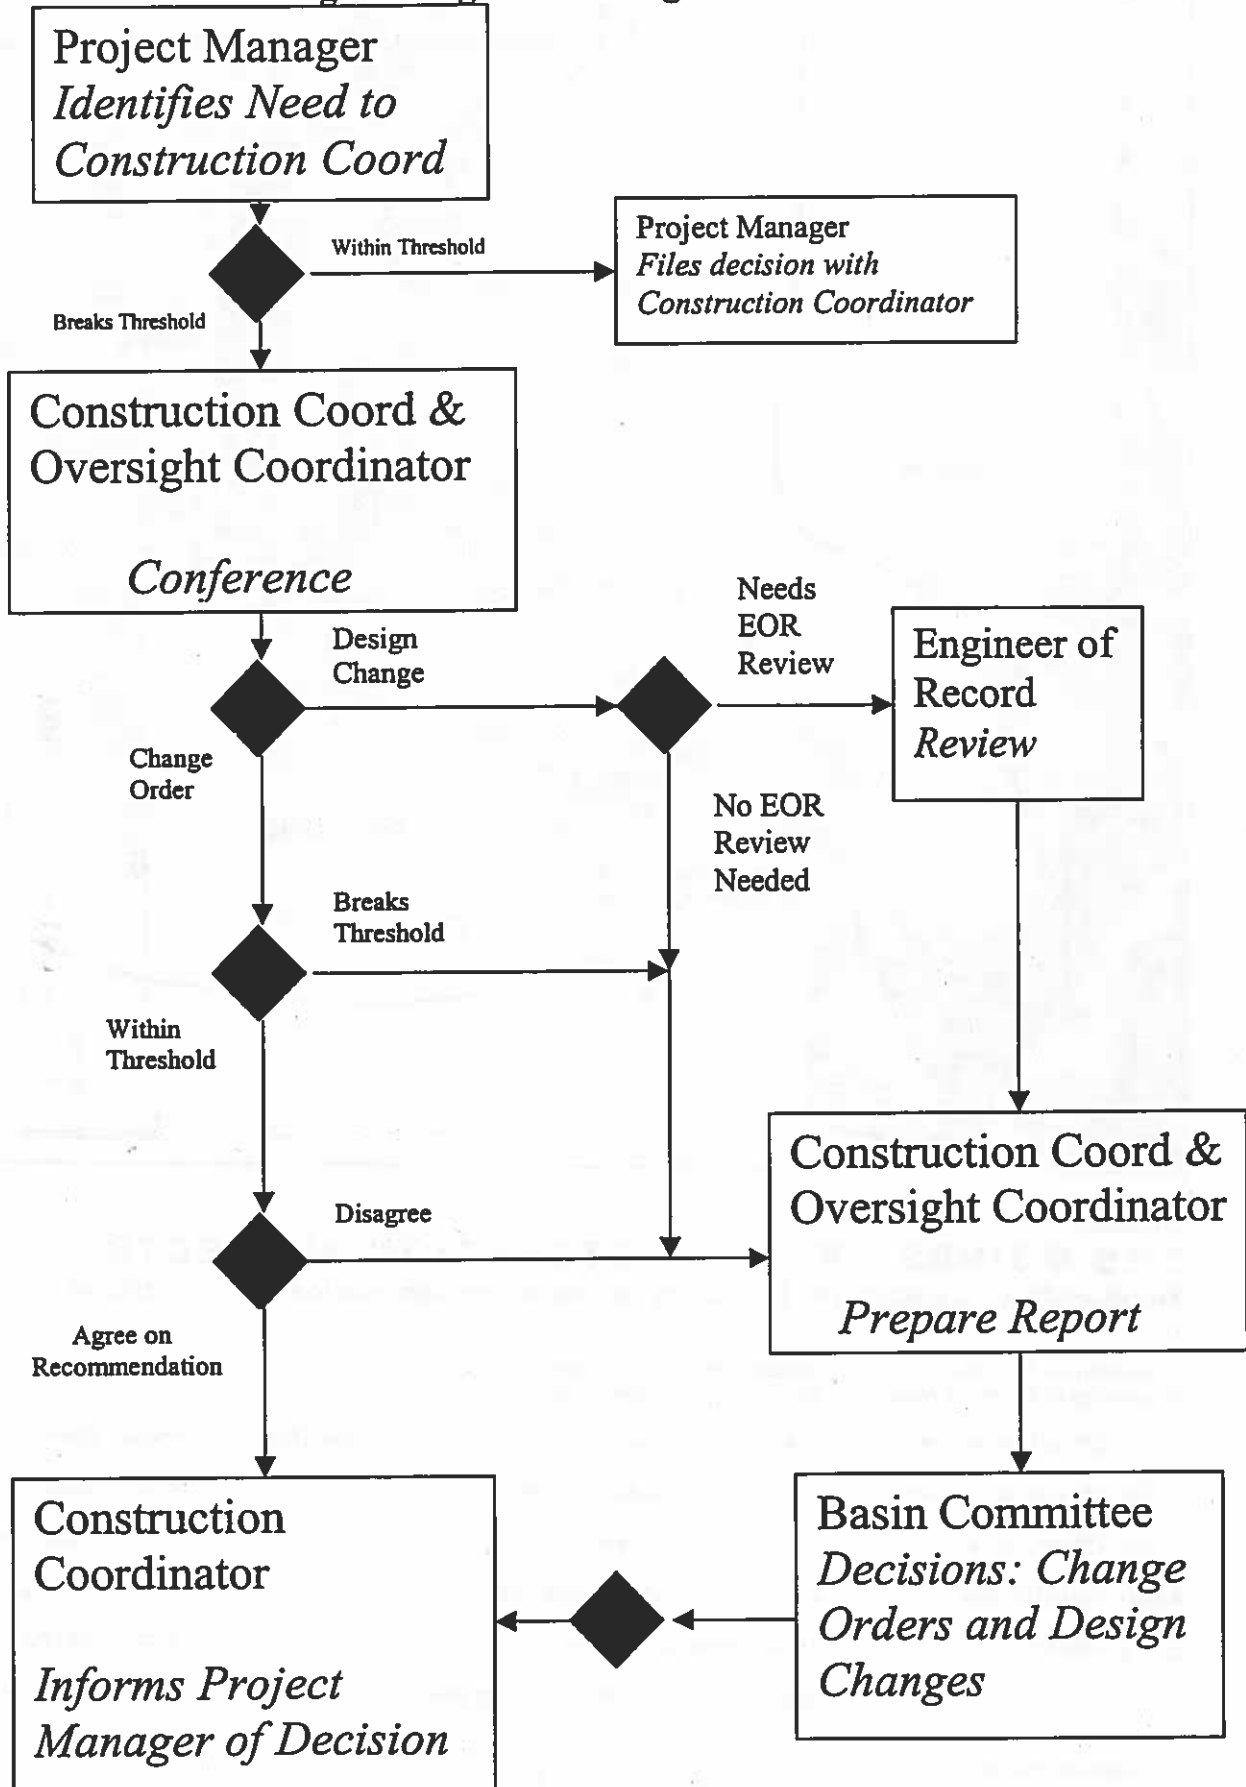 Project Manager
Identifies Need to
Construction Coord
Within Threshold
Project Manager
Files decision with
Construction Coordinator
Breaks Threshold
Construction Coord &
Oversight Coordinator
Conference
Design
Change
Needs
EOR
Review
Engineer of
Record
Review
Change
Order
No EOR
Review
Needed
Breaks
Threshold
Within
Threshold
Disagree
Construction Coord &
Oversight Coordinator
Prepare Report
Agree on
Recommendation
Construction
Coordinator
Informs Project
Manager of Decision
Basin Committee
Decisions: Change
Orders and Design
Changes